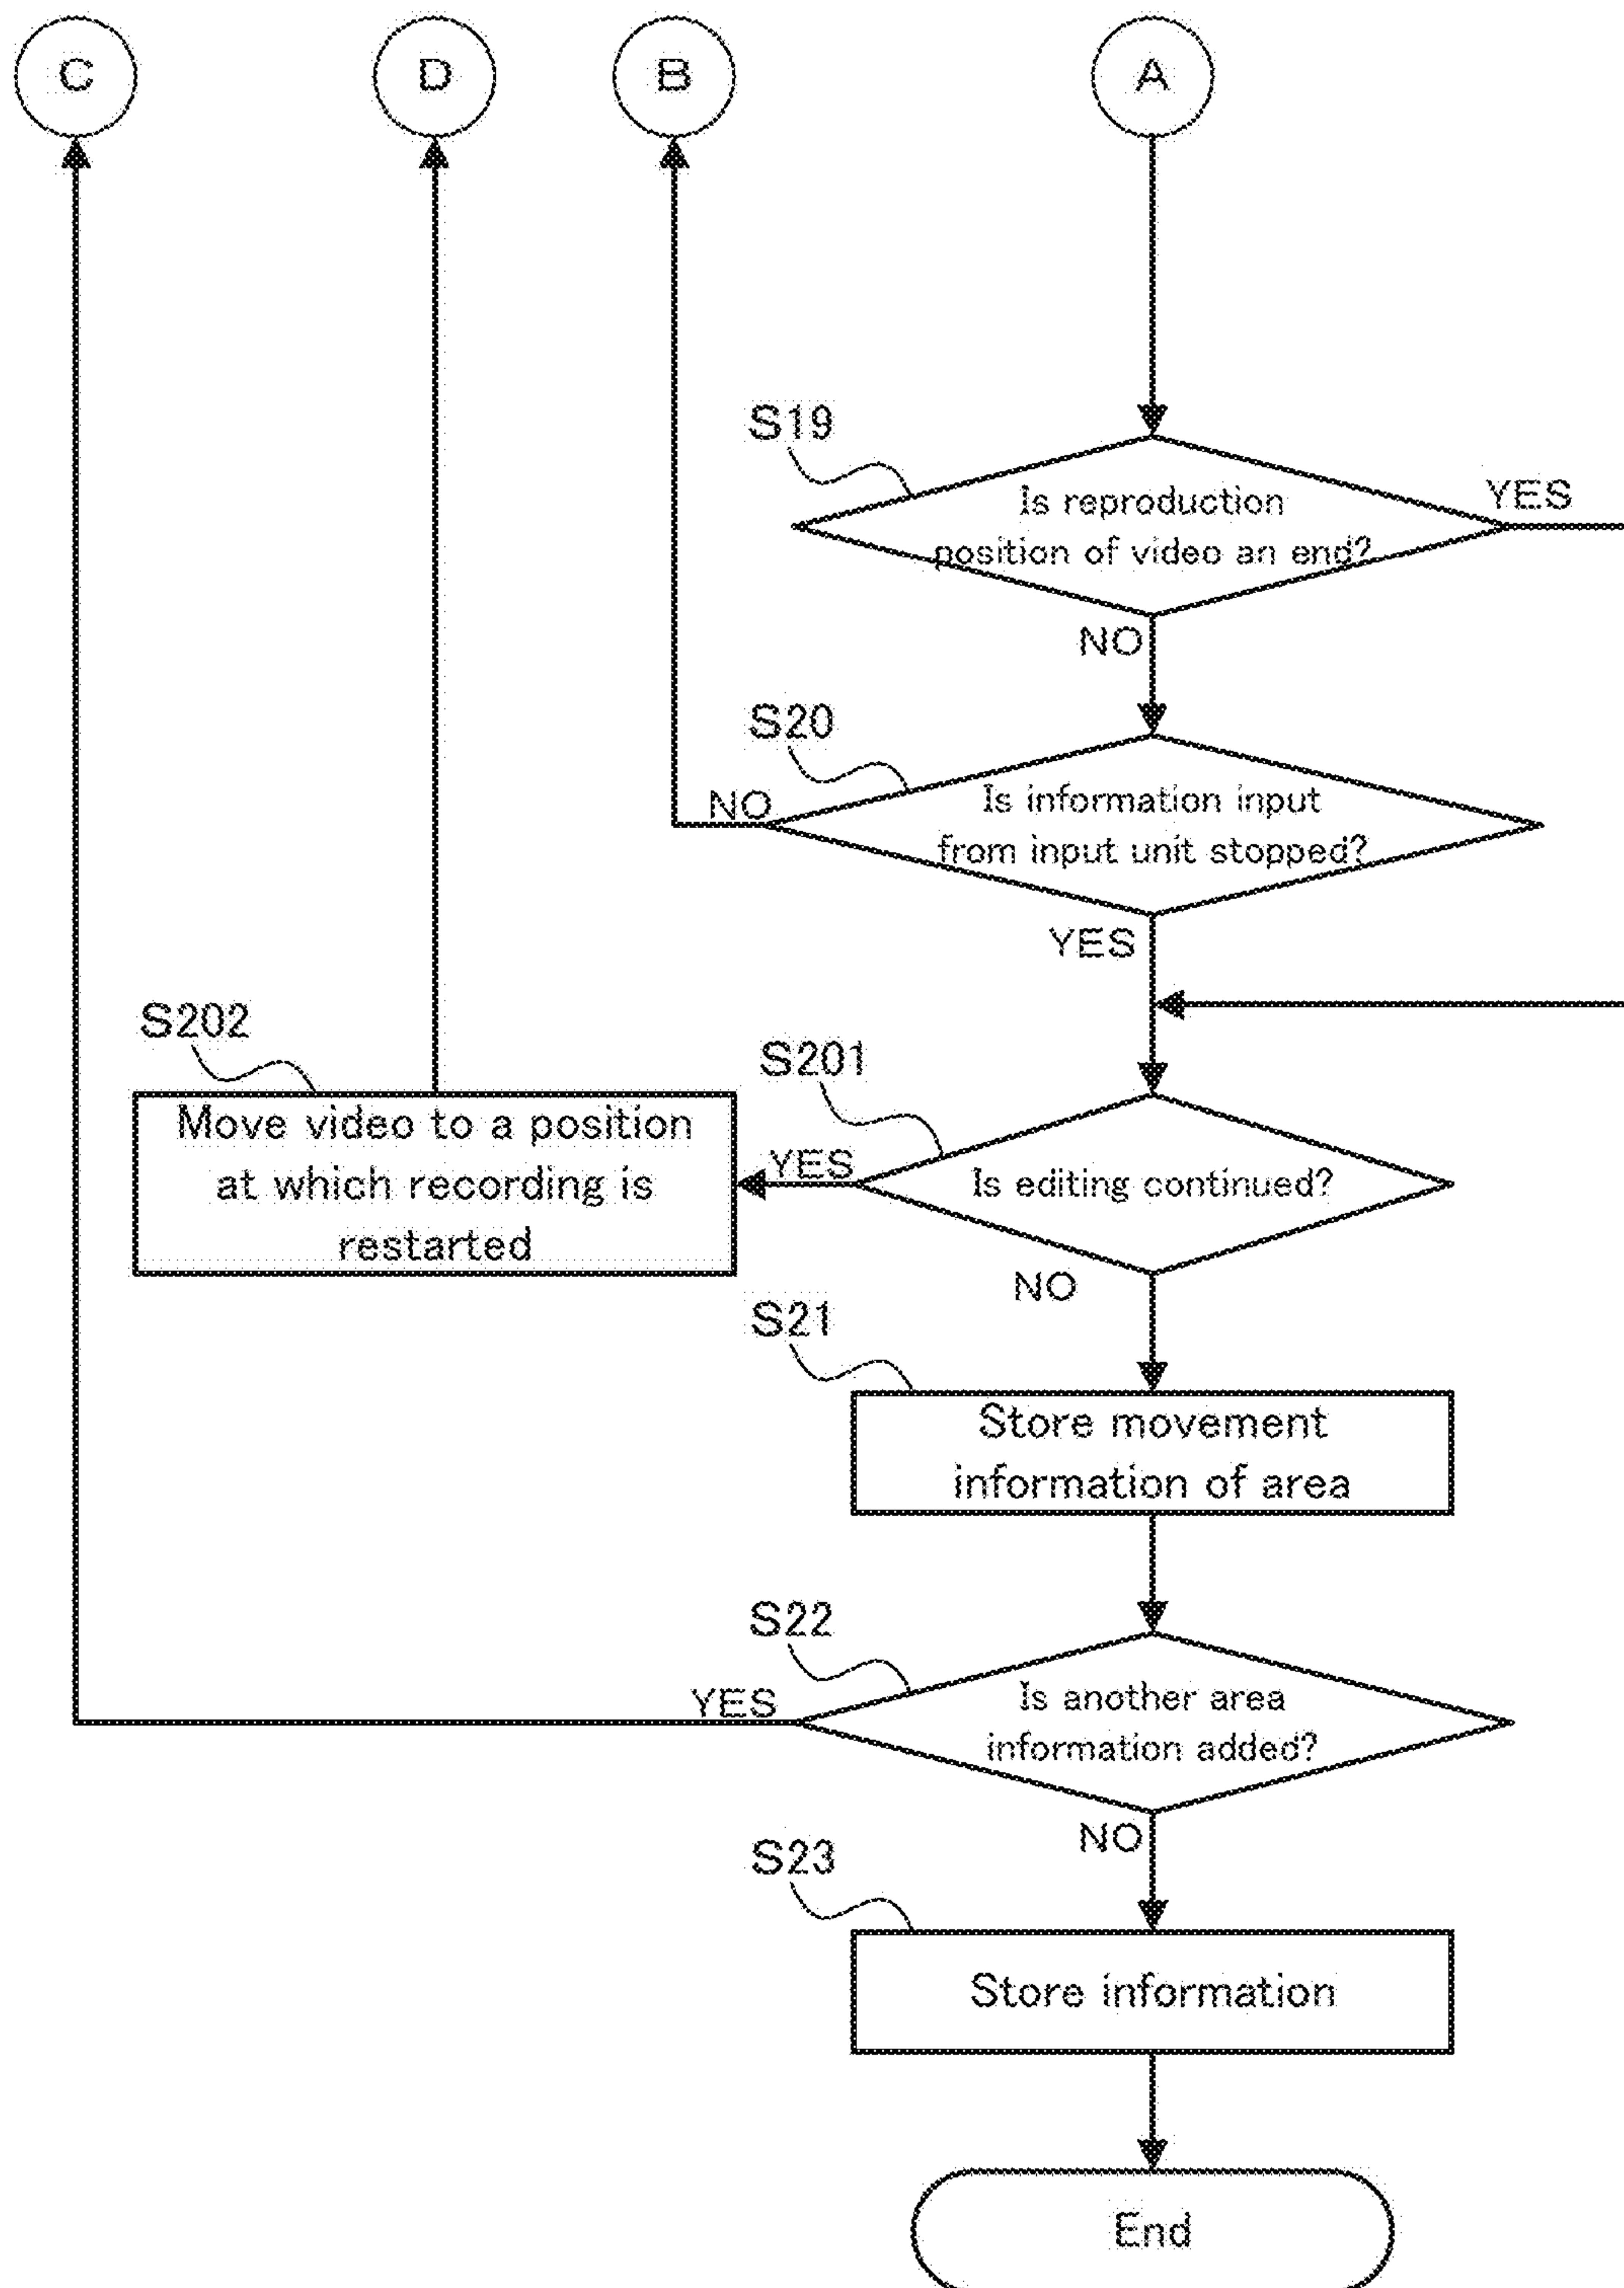 C
D
B
A
S19
Is reproduction
position of video an end?
YES
NO
S20
Is information input
from input unit stopped?
NO
YES
S202
Move video to a position
at which recording is
restarted
S201
YES
Is editing continued?
NO
S21
Store movement
information of area
S22
YES
Is another area
information added?
NO
S23
Store information
End